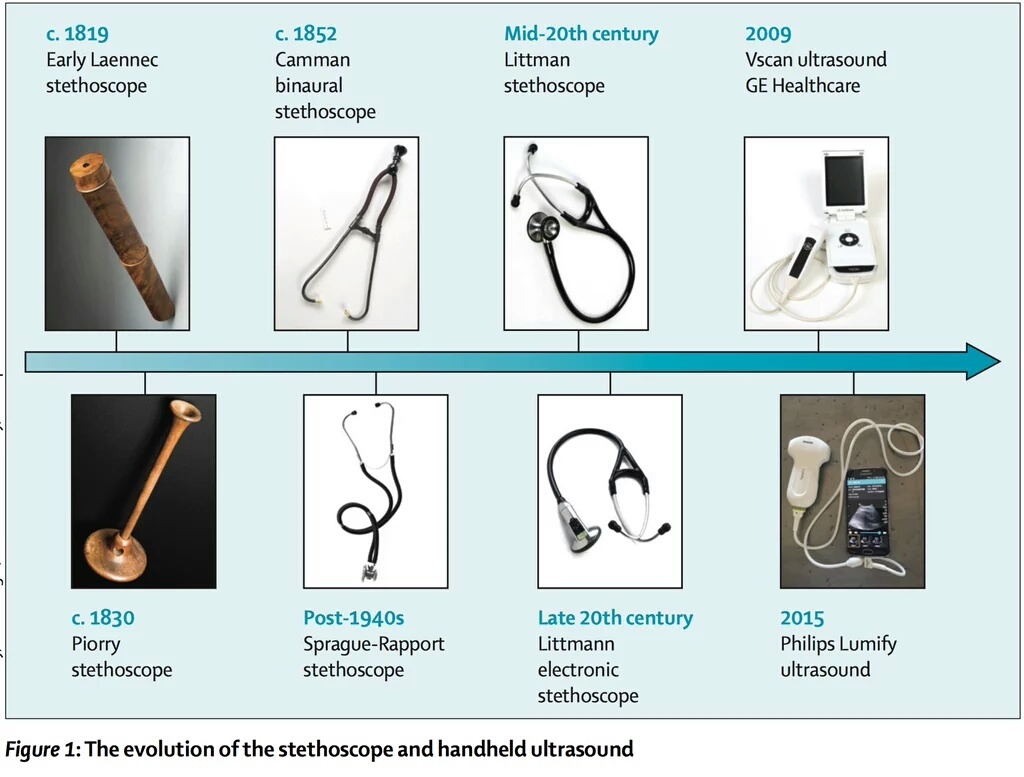 c. 1819
Early Laennec
stethoscope
c. 1852
Camman
binaural
stethoscope
Mid-20th century
Littman
stethoscope
2009
Vscan ultrasound
GE Healthcare
c. 1830
Piorry
stethoscope
Post-1940s
Sprague-Rapport
stethoscope
Late 20th century
Littmann
electronic
stethoscope
2015
Philips Lumify
ultrasound
Figure 1: The evolution of the stethoscope and handheld ultrasound